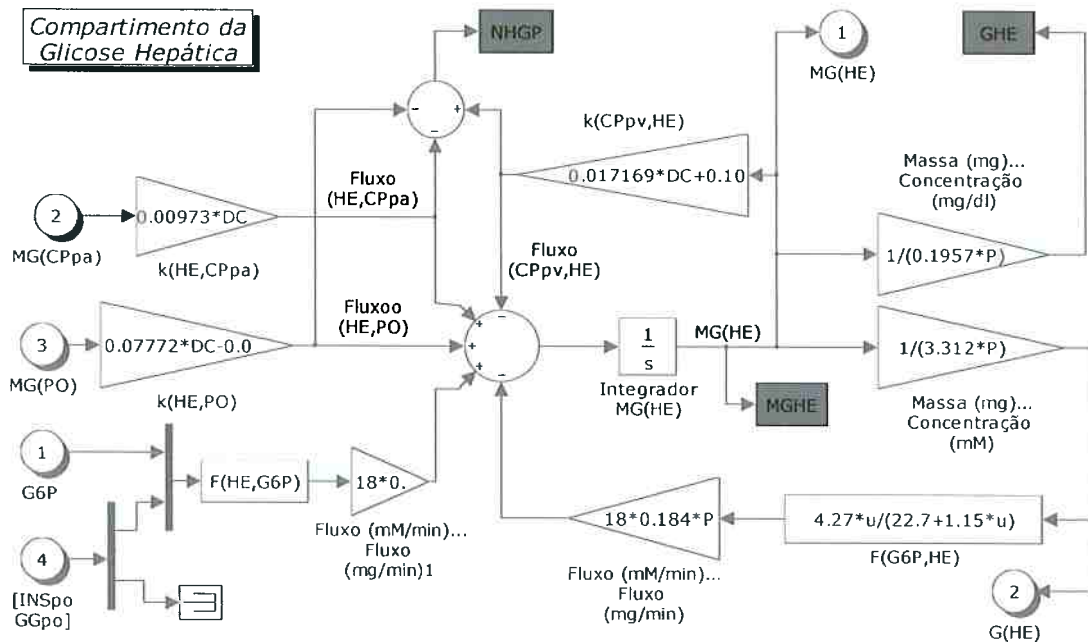 Compartimento da
Glicose Hepática
NHGP
1
MG(HE)
GHE
-
+
-
k(CPpv,HE)
0.017169*DC+0.10
Massa (mg)...
Concentração
(mg/dl)
1/(0.1957*P)
2
MG(CPpa)
0.00973*DC
k(HE,CPpa)
Fluxo
(HE,CPpa)
Fluxo
(CPpv,HE)
3
MG(PO)
0.07772*DC-0.0
k(HE,PO)
Fluxoo
(HE,PO)
+
-
+
+
-
1
s
Integrador
MG(HE)
MG(HE)
MGHE
1/(3.312*P)
Massa (mg)...
Concentração
(mM)
1
G6P
F(HE,G6P)
18*0.
Fluxo (mM/min)...
Fluxo
(mg/min)1
4
[INSpo
GGpo]
18*0.184*P
Fluxo (mM/min)...
Fluxo
(mg/min)
4.27*u/(22.7+1.15*u)
F(G6P,HE)
2
G(HE)